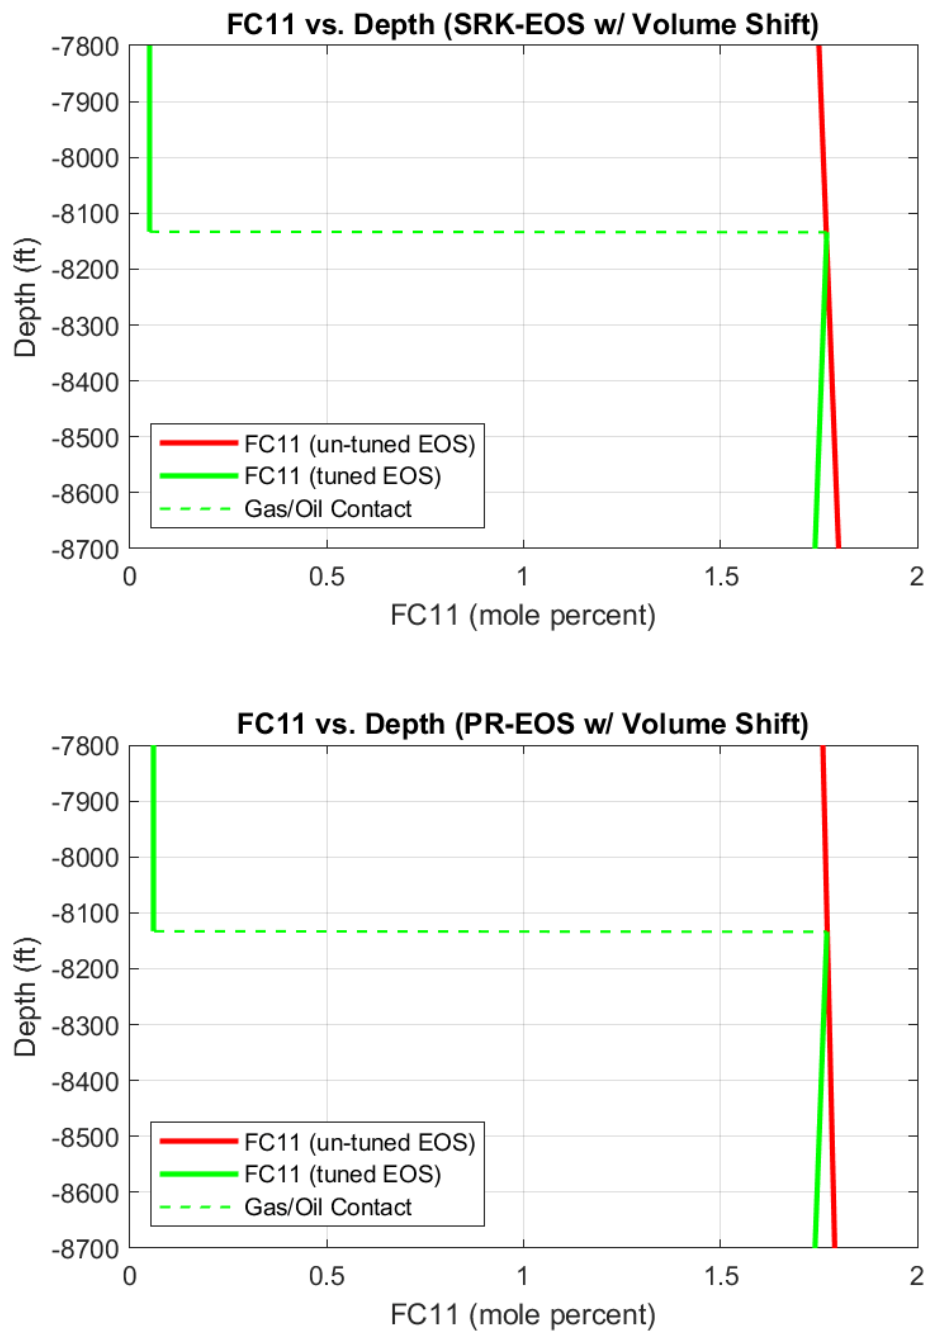 FC11 vs. Depth (SRK-EOS w/ Volume Shift)
-7800
-7900
-8000
-8100
-8200
-8300
-8400
-8500
-8600
-8700
Depth (ft)
FC11 (un-tuned EOS)
FC11 (tuned EOS)
Gas/Oil Contact
0 0.5 1 1.5 2
FC11 (mole percent)
FC11 vs. Depth (PR-EOS w/ Volume Shift)
-7800
-7900
-8000
-8100
-8200
-8300
-8400
-8500
-8600
-8700
Depth (ft)
FC11 (un-tuned EOS)
FC11 (tuned EOS)
Gas/Oil Contact
0 0.5 1 1.5 2
FC11 (mole percent)